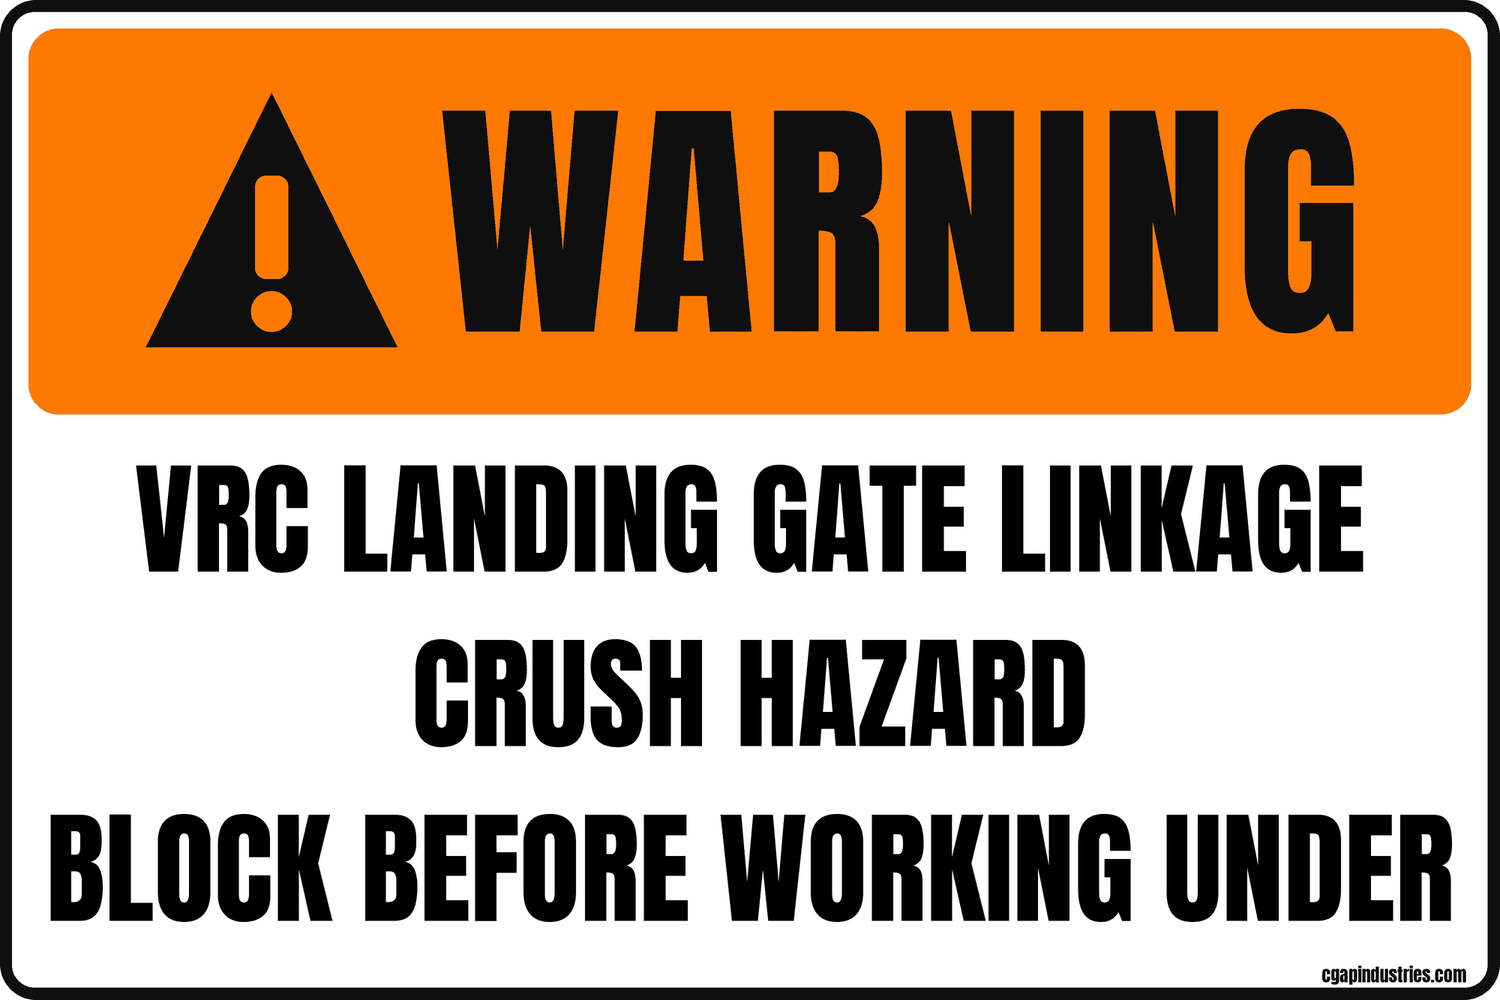 WARNING
VRC LANDING GATE LINKAGE
CRUSH HAZARD
BLOCK BEFORE WORKING UNDER
cgapindustries.com